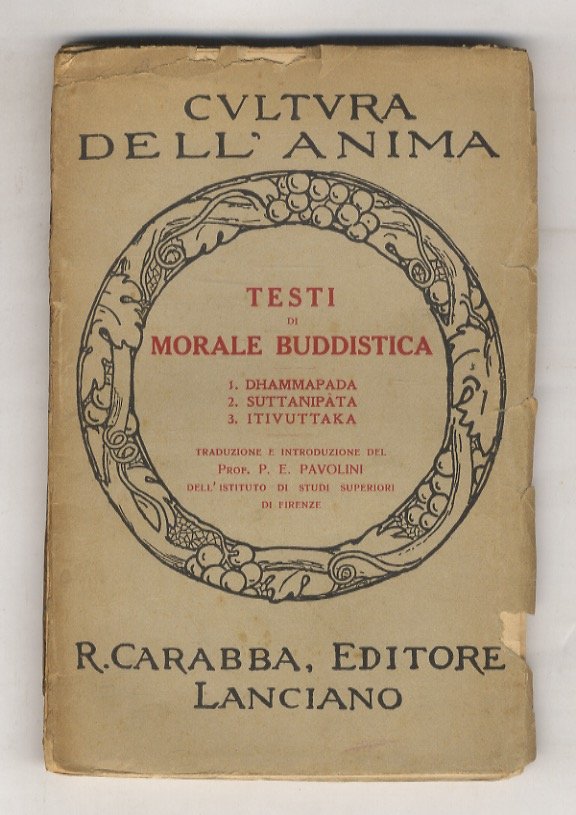 CVLTVRA
DELL' ANIMA
TESTI
DI
MORALE BUDDISTICA
1. DHAMMAPADA
2. SUTTANIPÀTA
3. ITIVUTTAKA
TRADUZIONE E INTRODUZIONE DEL
PROF. P. E. PAVOLINI
DELL'ISTITUTO DI STUDI SUPERIORI
DI FIRENZE
R. CARABBA, EDITORE
LANCIANO